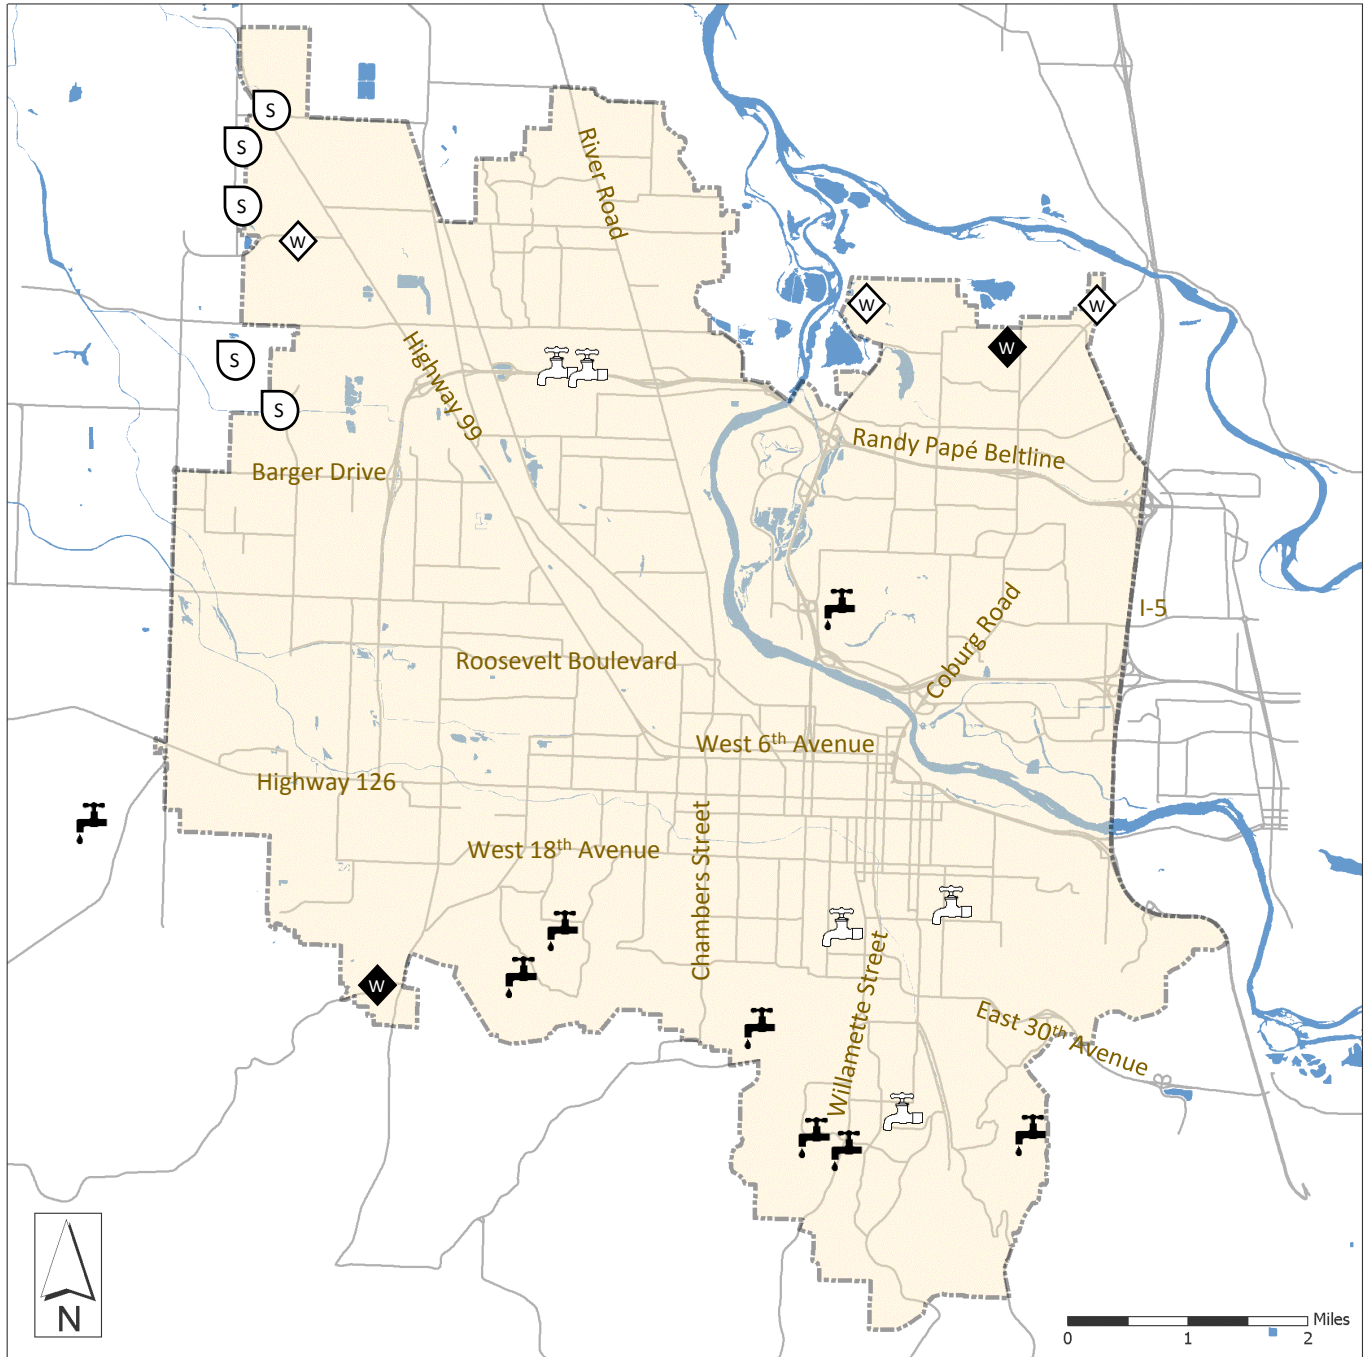 S
River Road
S
S
W
W
W
W
S
Highway 99
S
Randy Papé Beltline
Barger Drive
I-5
Coburg Road
Roosevelt Boulevard
West 6th Avenue
Highway 126
West 18th Avenue
Chambers Street
Willamette Street
W
East 30th Avenue
N
Miles
0 1 2